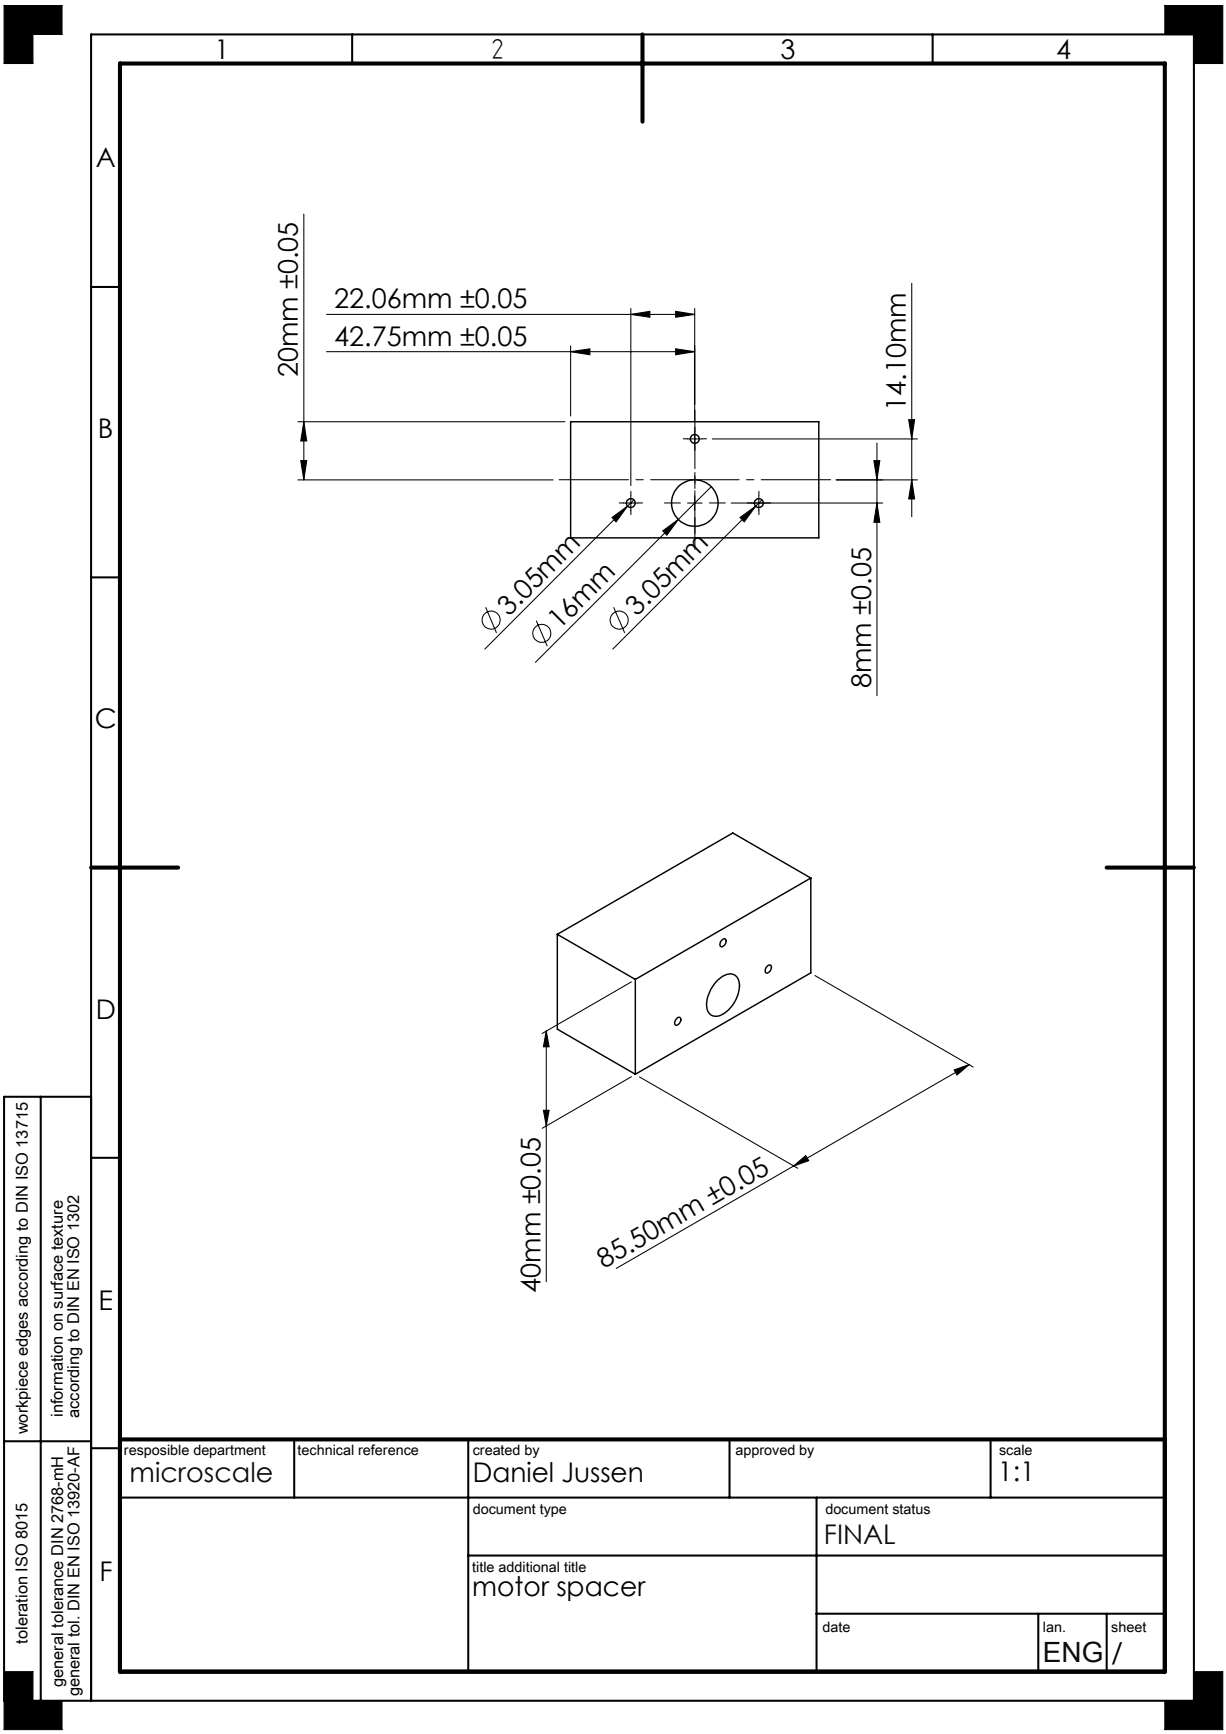 1
2
3
4
A
B
C
D
E
F
20mm ±0.05
22.06mm ±0.05
42.75mm ±0.05
14.10mm
8mm ±0.05
⌀ 3.05mm
⌀ 16mm
⌀ 3.05mm
40mm ±0.05
85.50mm ±0.05
workpiece edges according to DIN ISO 13715
information on surface texture
according to DIN EN ISO 1302
toleration ISO 8015
general tolerance DIN 2768-mH
general tol. DIN EN ISO 13920-AF
resposible department
microscale
technical reference
created by
Daniel Jussen
approved by
scale
1:1
document type
document status
FINAL
title additional title
motor spacer
date
lan.
ENG
sheet
/